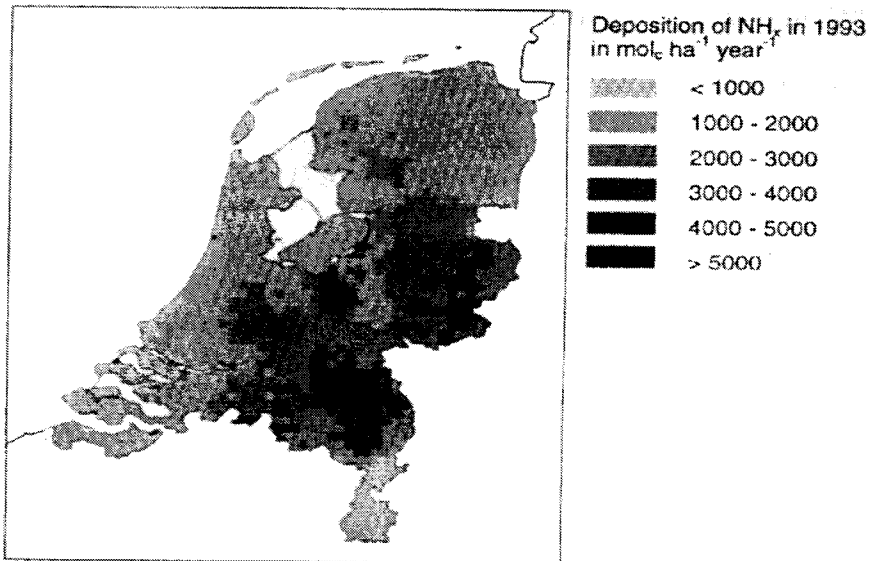 Deposition of NHₓ in 1993
in mol_c ha⁻¹ year⁻¹
< 1000
1000 - 2000
2000 - 3000
3000 - 4000
4000 - 5000
> 5000